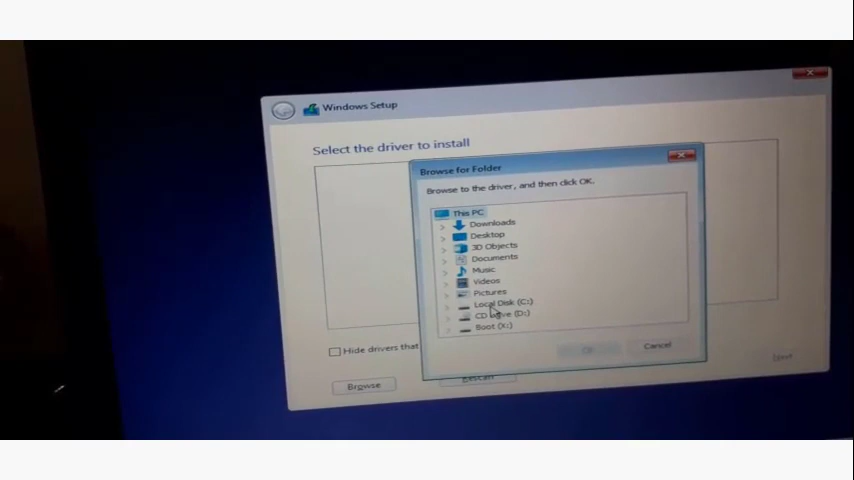 Windows Setup
Select the driver to install
Browse for Folder
Browse to the driver, and then click OK.
This PC
Downloads
Desktop
3D Objects
Documents
Music
Videos
Pictures
Local Disk (C:)
CD Drive (D:)
Boot (X:)
Hide drivers that
Cancel
Browse
Rescan
Next